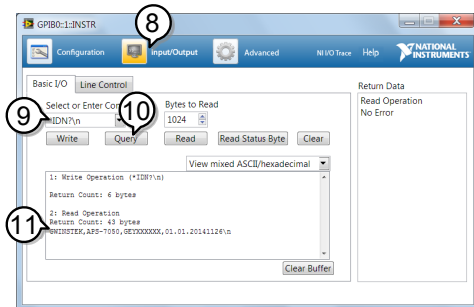 GPIB0::1::INSTR
8
Configuration
Input/Output
Advanced
NI I/O Trace
Help
NATIONAL
INSTRUMENTS
Basic I/O
Line Control
Return Data
Select or Enter Co
Bytes to Read
Read Operation
No Error
9
IDN?\n
10
1024
Write
Query
Read
Read Status Byte
Clear
View mixed ASCII/hexadecimal
1: Write Operation (*IDN?\n)
Return Count: 6 bytes
2: Read Operation
Return Count: 43 bytes
11
GWINSTEK,APS-7050,GEYXXXXXX,01.01.20141126\n
Clear Buffer